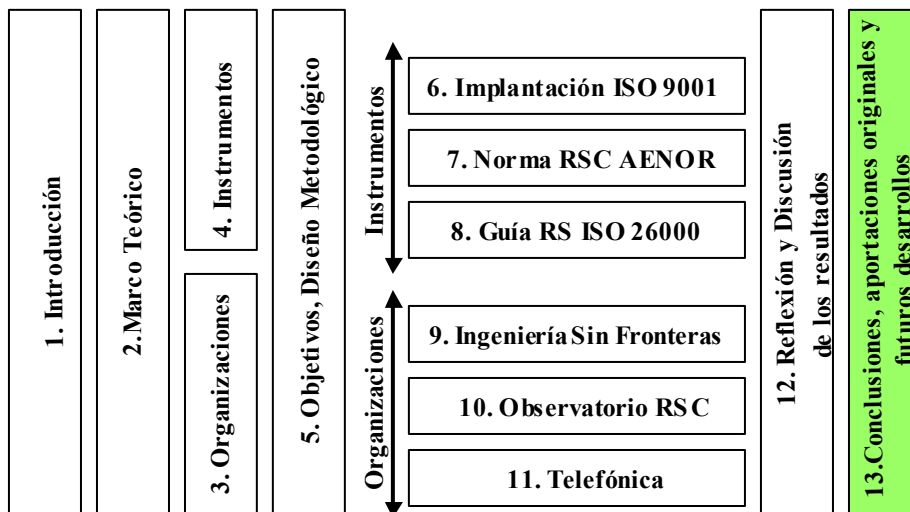 1. Introducción
2.Marco Teórico
4. Instrumentos
3. Organizaciones
5. Objetivos, Diseño Metodológico
Instrumentos
6. Implantación ISO 9001
7. Norma RSC AENOR
8. Guía RS ISO 26000
Organizaciones
9. Ingeniería Sin Fronteras
10. Observatorio RSC
11. Telefónica
12. Reflexión y Discusión
de los resultados
13.Conclusiones, aportaciones originales y
futuros desarrollos